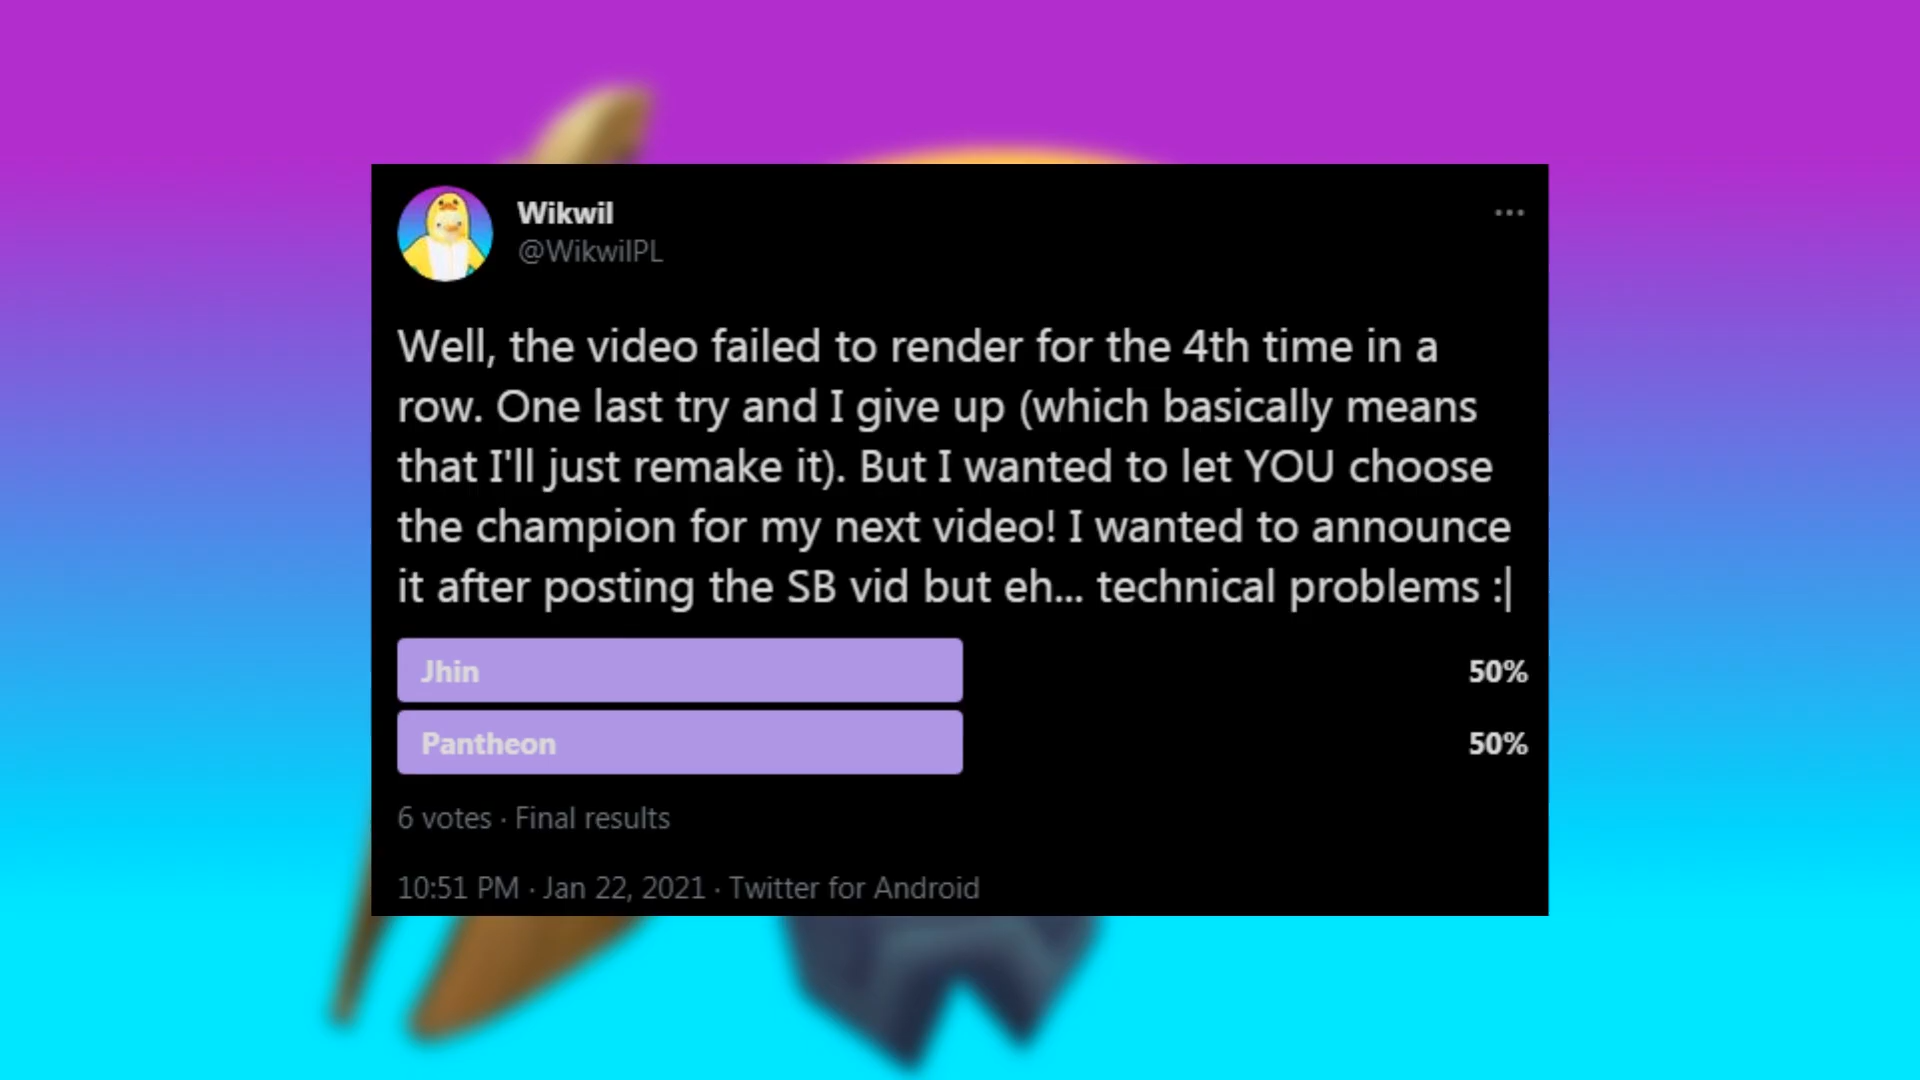 Wikwil
@WikwilPL
Well, the video failed to render for the 4th time in a
row. One last try and I give up (which basically means
that I'll just remake it). But I wanted to let YOU choose
the champion for my next video! I wanted to announce
it after posting the SB vid but eh... technical problems :|
Jhin 50%
Pantheon 50%
6 votes · Final results
10:51 PM · Jan 22, 2021 · Twitter for Android